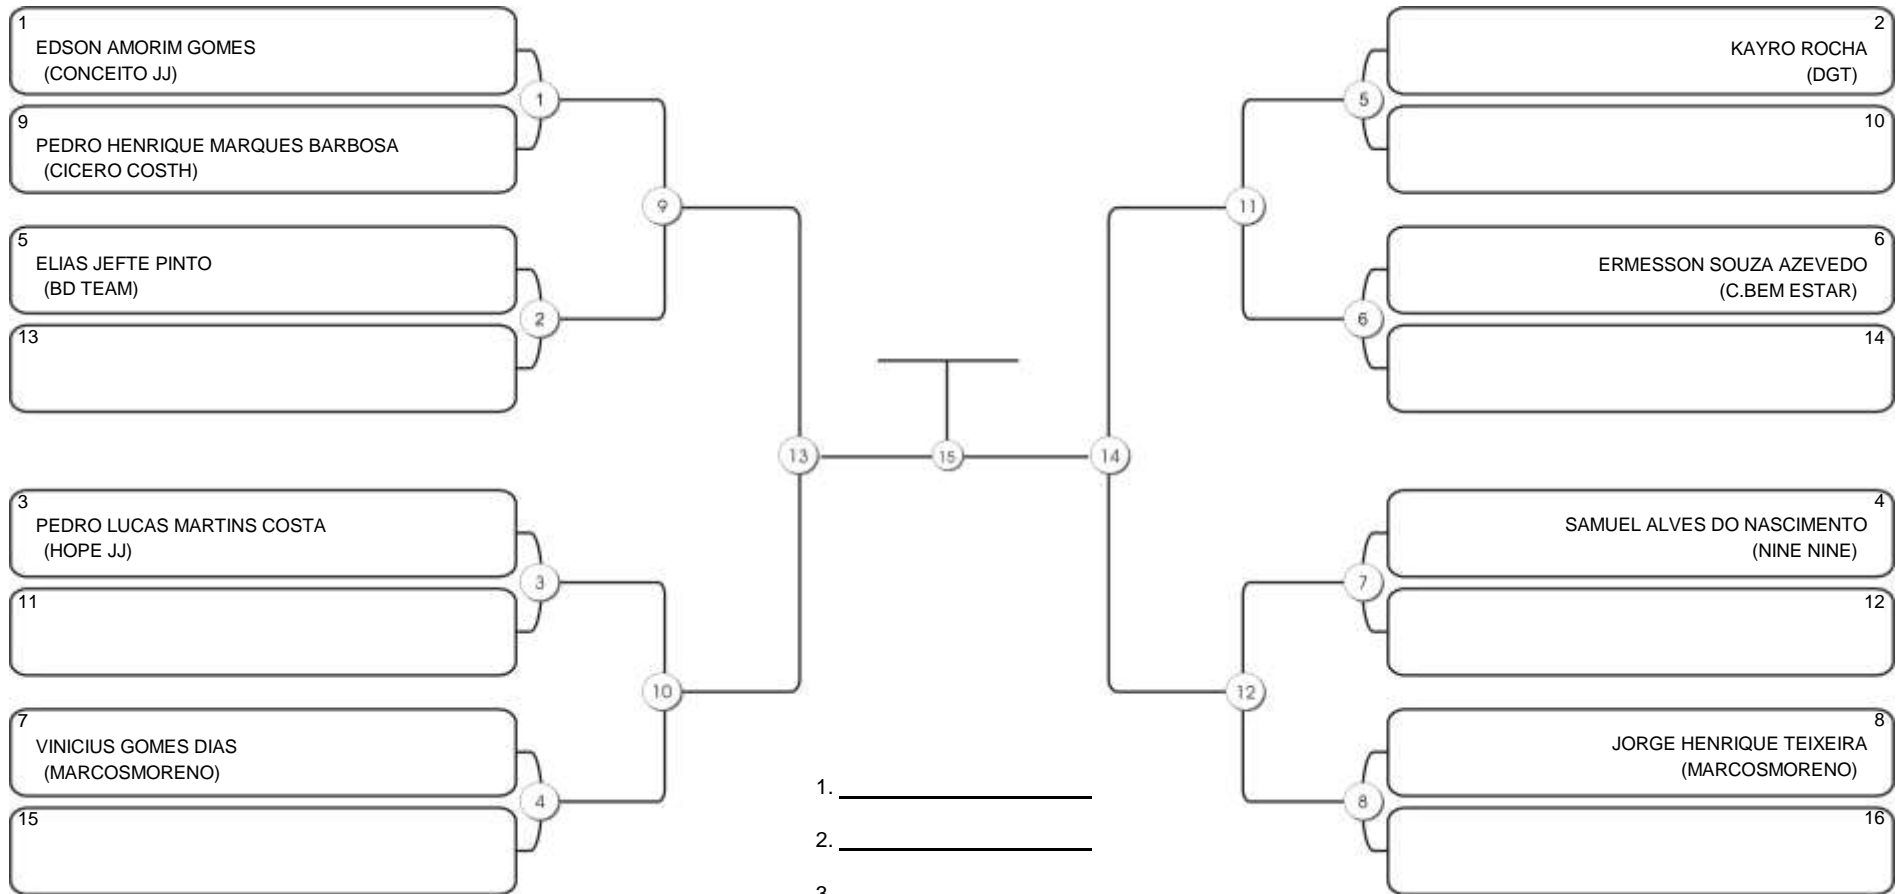 1
EDSON AMORIM GOMES
(CONCEITO JJ)
9
PEDRO HENRIQUE MARQUES BARBOSA
(CICERO COSTH)
1
5
ELIAS JEFTE PINTO
(BD TEAM)
13
2
9
3
PEDRO LUCAS MARTINS COSTA
(HOPE JJ)
11
3
7
VINICIUS GOMES DIAS
(MARCOSMORENO)
15
4
10
13
15
14
2
KAYRO ROCHA
(DGT)
10
5
6
ERMESSON SOUZA AZEVEDO
(C.BEM ESTAR)
14
6
11
4
SAMUEL ALVES DO NASCIMENTO
(NINE NINE)
12
7
8
JORGE HENRIQUE TEIXEIRA
(MARCOSMORENO)
16
8
12
1.
2.
3.